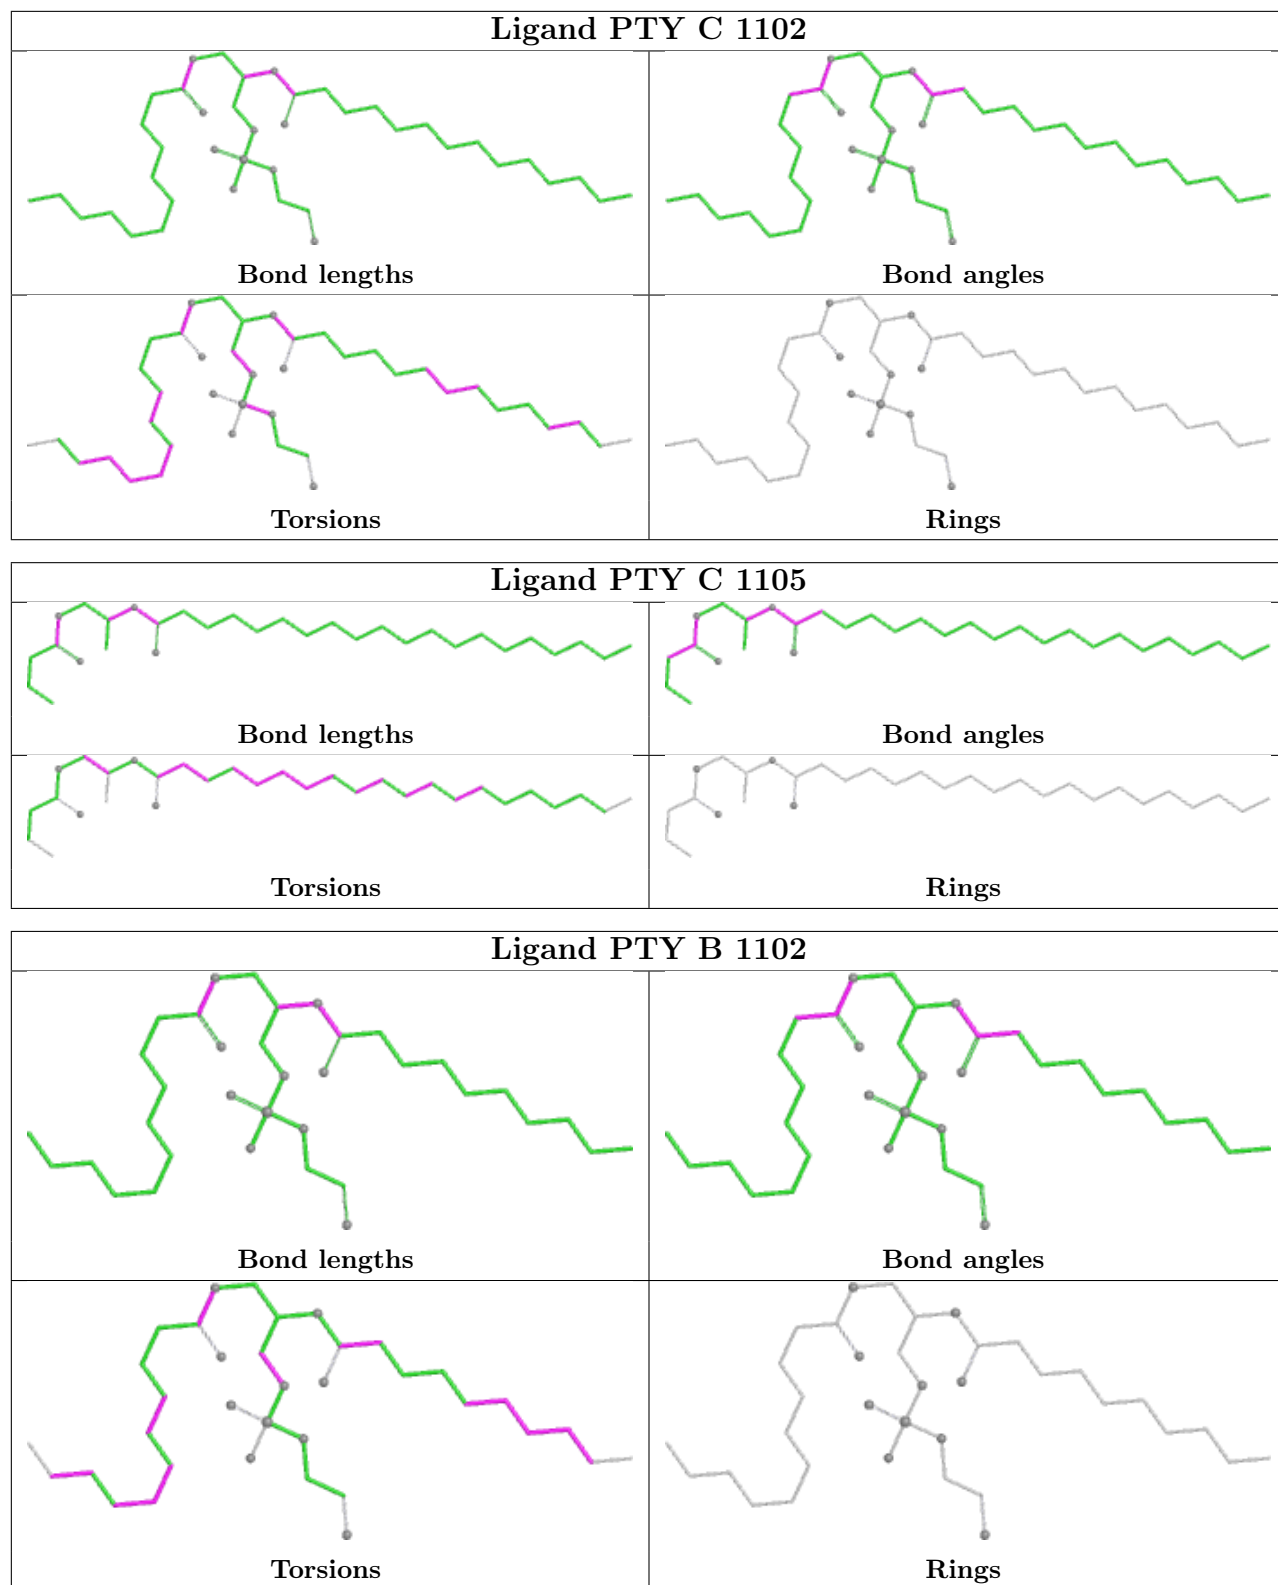 Ligand PTY C 1102
Bond lengths
Bond angles
Torsions
Rings
Ligand PTY C 1105
Bond lengths
Bond angles
Torsions
Rings
Ligand PTY B 1102
Bond lengths
Bond angles
Torsions
Rings